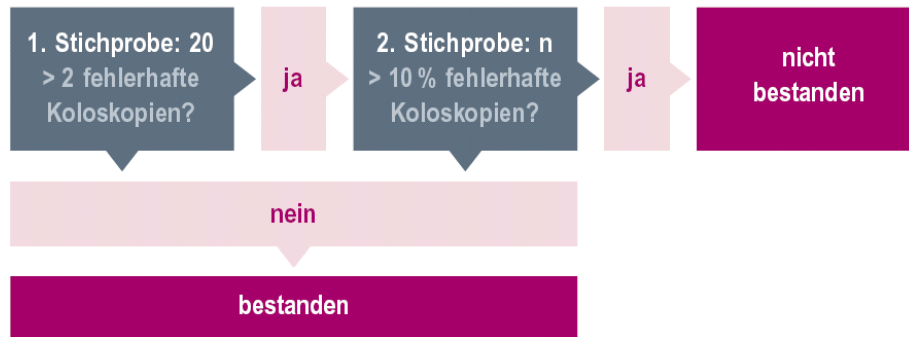 1. Stichprobe: 20
> 2 fehlerhafte
Koloskopien?
ja
2. Stichprobe: n
> 10 % fehlerhafte
Koloskopien?
ja
nicht
bestanden
nein
bestanden